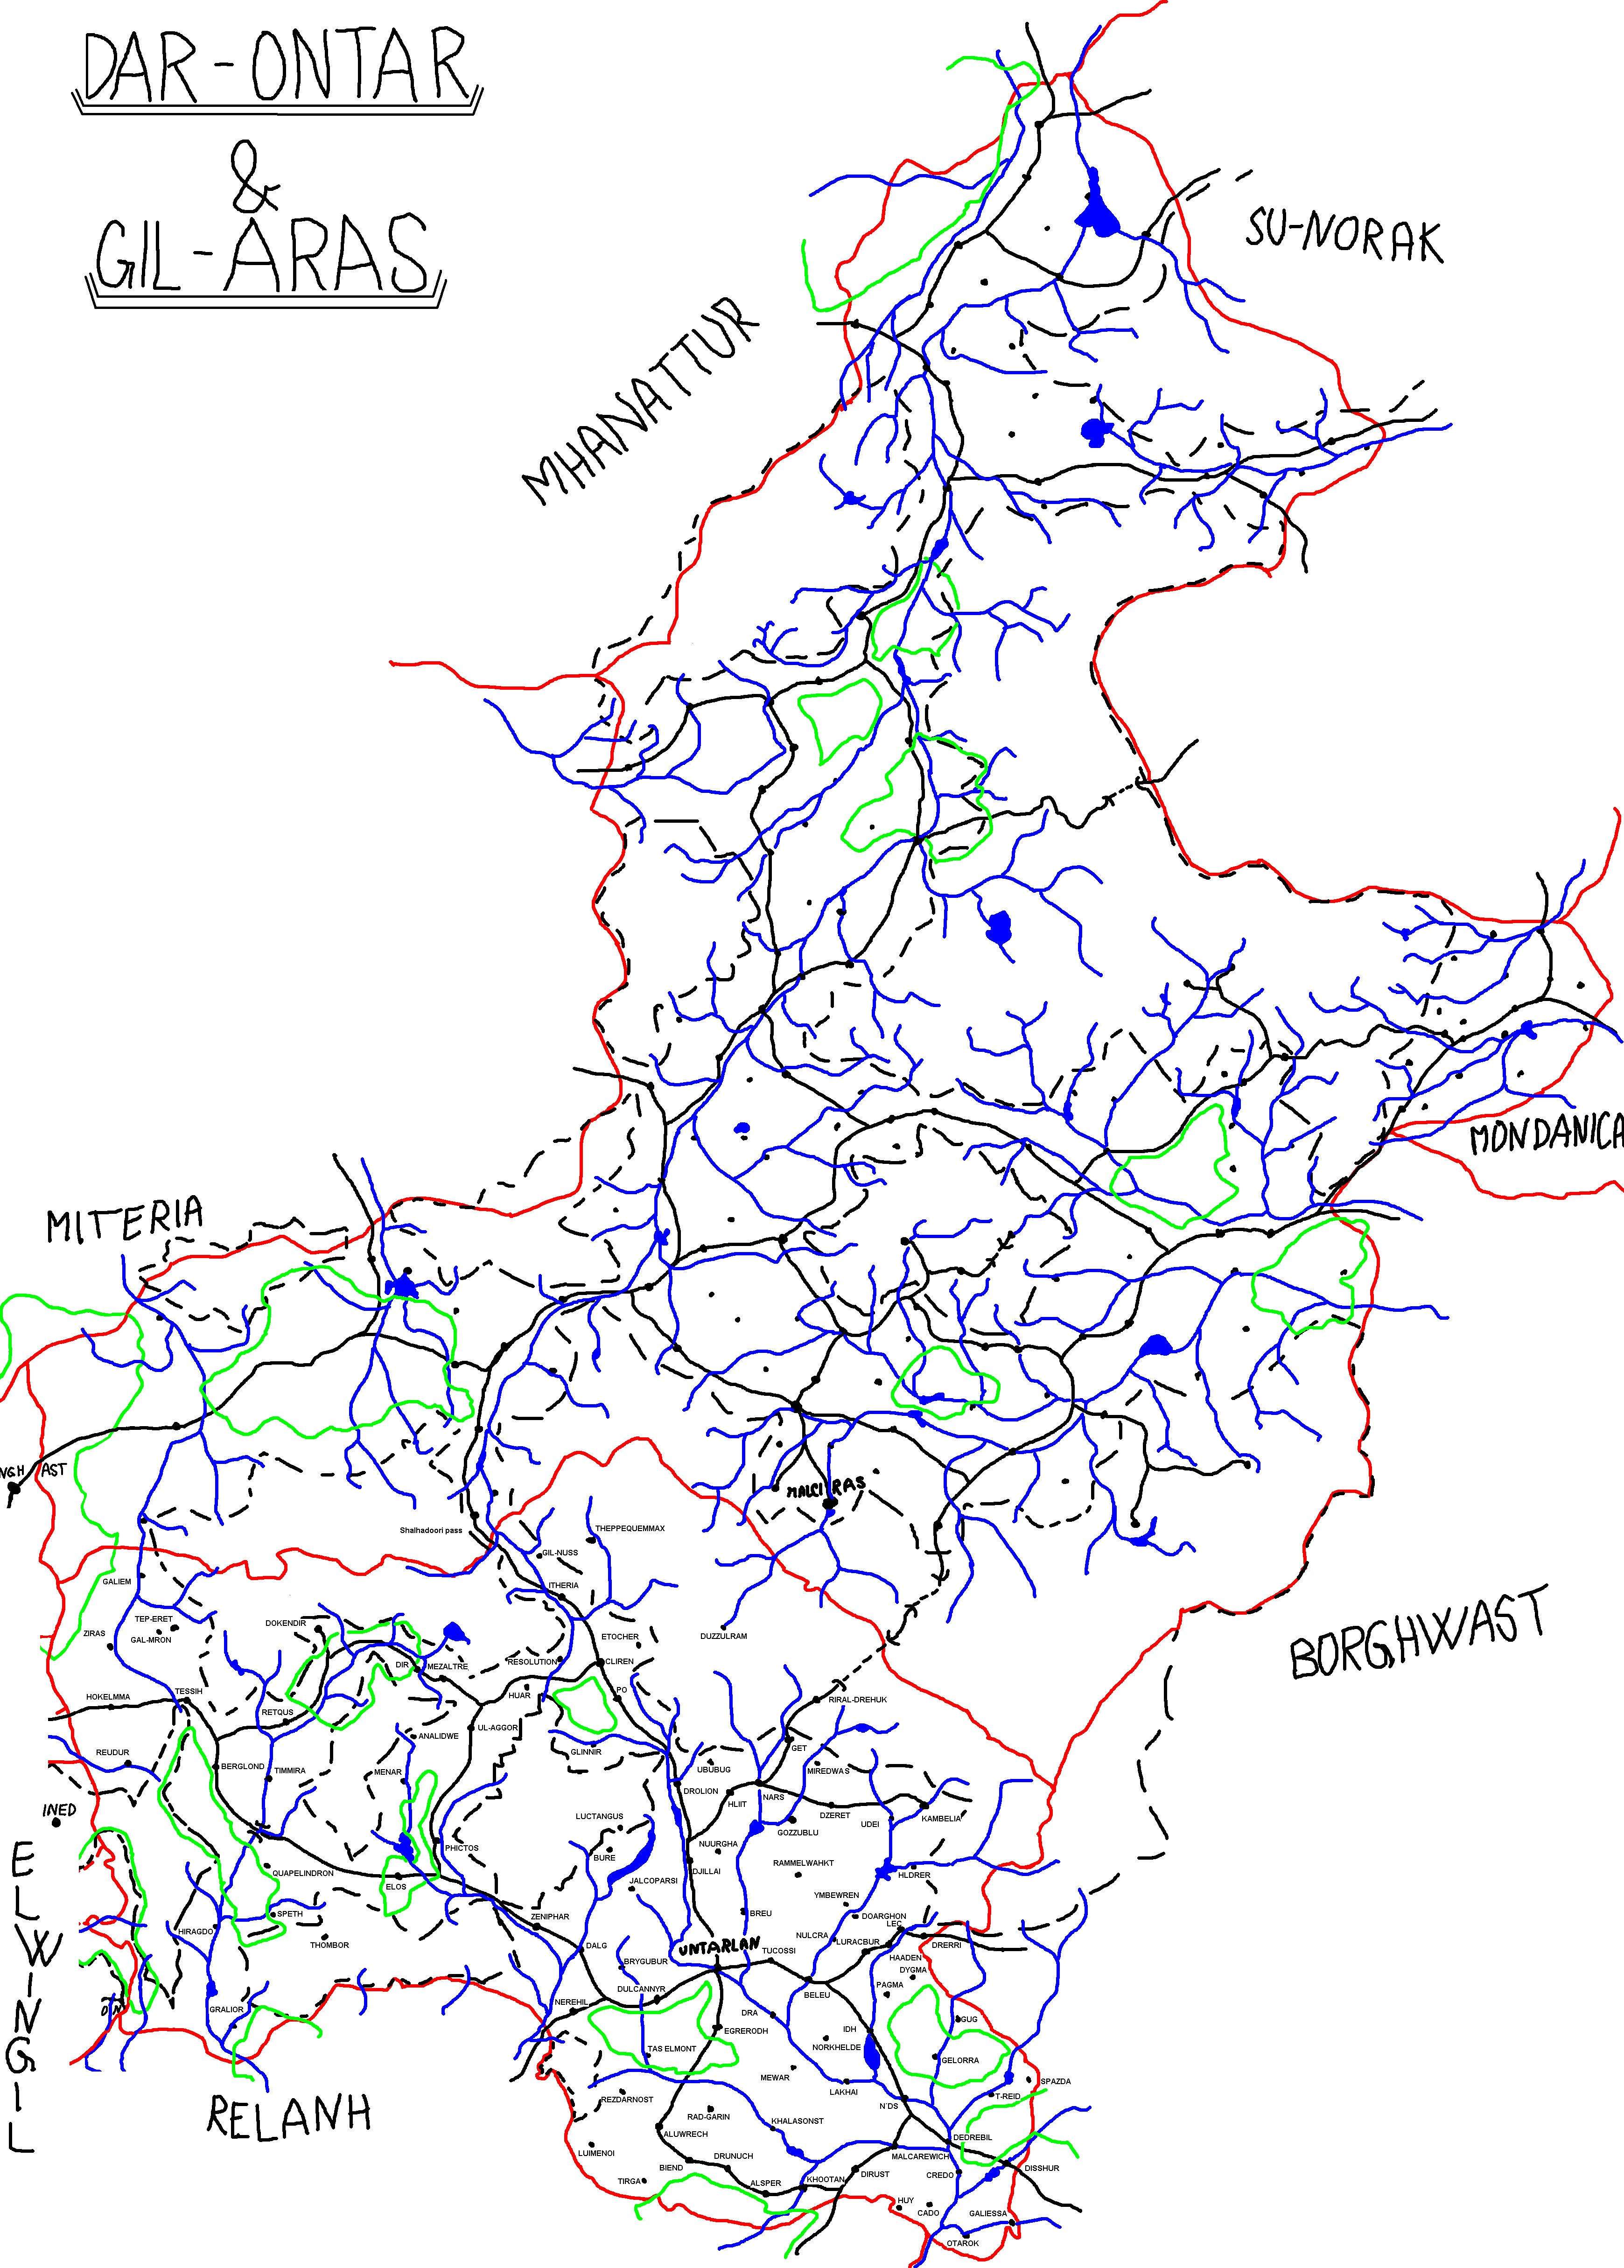 DAR-ONTAR
&
GIL-ARAS
SU-NORAK
MHANATTUR
MONDANICA
MITERIA
AST
MALCIRAS
Shalhadoori pass
THEPPEQUEMMAX
GIL-NUSS
GALIEM
ITHERIA
TEP-ERET
DOKENDIR
ZIRAS
GAL-MRON
ETOCHER
DUZZULRAM
BORGHWAST
RESOLUTION
CLIREN
DIR
MEZALTRE
HOKELMMA
TESSIH
HUAR
PO
RIRAL-DREHUK
RETQUS
UL-AGGOR
ANALIDWE
GET
REUDUR
GLINNIR
BERGLOND
TIMMIRA
MENAR
UBUBUG
MIREDWAS
DROLION
NARS
HLIIT
INED
LUCTANGUS
DZERET
KAMBELIA
UDEI
GOZZUBLU
PHICTOS
NUURGHA
BURE
RAMMELWAHKT
QUAPELINDRON
DJILLAI
HLDRER
ELOS
JALCOPARSI
YMBEWREN
SPETH
BREU
ZENIPHAR
DOARGHON
LEC
HIRAGDO
NULCRA
THOMBOR
DALG
UNTARLAN
TUCOSSI
LURACBUR
DRERRI
HAADEN
BRYGUBUR
DYGMA
DULCANNYR
PAGMA
BELEU
NEREHIL
GRALIOR
DRA
GUG
EGRERODH
IDH
NORKHELDE
TAS ELMONT
GELORRA
ELWINGIL
MEWAR
LAKHAI
SPAZDA
T-REID
REZDARNOST
N'DS
RELANH
RAD-GARIN
KHALASONST
ALUWRECH
DEDREBIL
LUIMENOI
DRUNUCH
MALCAREWICH
BIEND
DISSHUR
TIRGA
ALSPER
KHOOTAN
DIRUST
CREDO
HUY
CADO
GALIESSA
OTAROK